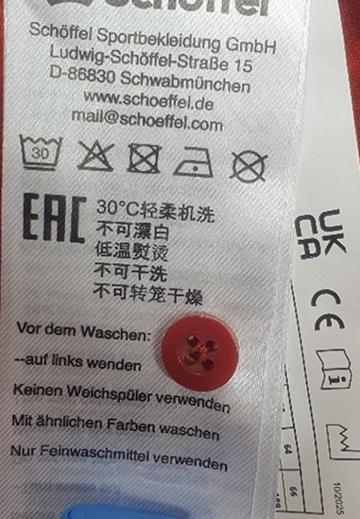 Schöffel
Schöffel Sportbekleidung GmbH
Ludwig-Schöffel-Straße 15
D-86830 Schwabmünchen
www.schoeffel.de
mail@schoeffel.com
30
EAC
30°C轻柔机洗
不可漂白
低温熨烫
不可干洗
不可转笼干燥
Vor dem Waschen:
--auf links wenden
Keinen Weichspüler verwenden
Mit ähnlichen Farben waschen
Nur Feinwaschmittel verwenden
UK
CA
CE
i
10/2025
64
66